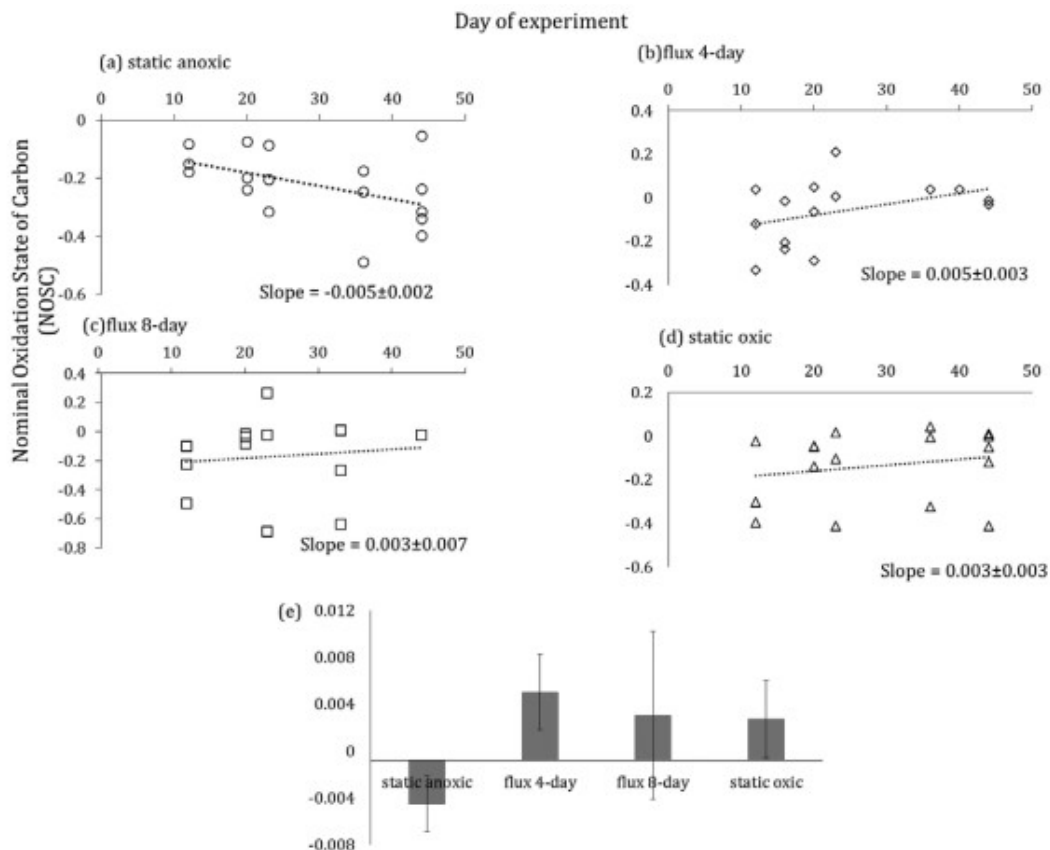 Day of experiment
Nominal Oxidation State of Carbon
(NOSC)
(a) static anoxic
0 10 20 30 40 50
0
-0.2
-0.4
-0.6
Slope = -0.005±0.002
(b)flux 4-day
0 10 20 30 40 50
0.4
0.2
0
-0.2
-0.4
Slope = 0.005±0.003
(c)flux 8-day
0 10 20 30 40 50
0.4
0.2
0
-0.2
-0.4
-0.6
-0.8
Slope = 0.003±0.007
(d) static oxic
0 10 20 30 40 50
0.2
0
-0.2
-0.4
-0.6
Slope = 0.003±0.003
(e)
0.012
0.008
0.004
0
-0.004
-0.008
static anoxic flux 4-day flux 8-day static oxic